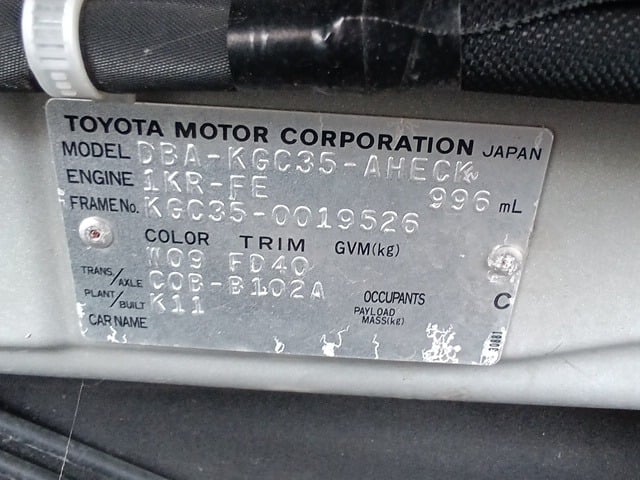 TOYOTA MOTOR CORPORATION JAPAN
MODEL DBA-KGC35-AHECK
ENGINE 1KR-FE 996 mL
FRAME No. KGC35-0019526
COLOR TRIM GVM(kg)
W09 FD40
TRANS./AXLE C0B-B102A
PLANT/BUILT K11
OCCUPANTS C
PAYLOAD MASS(kg)
CAR NAME